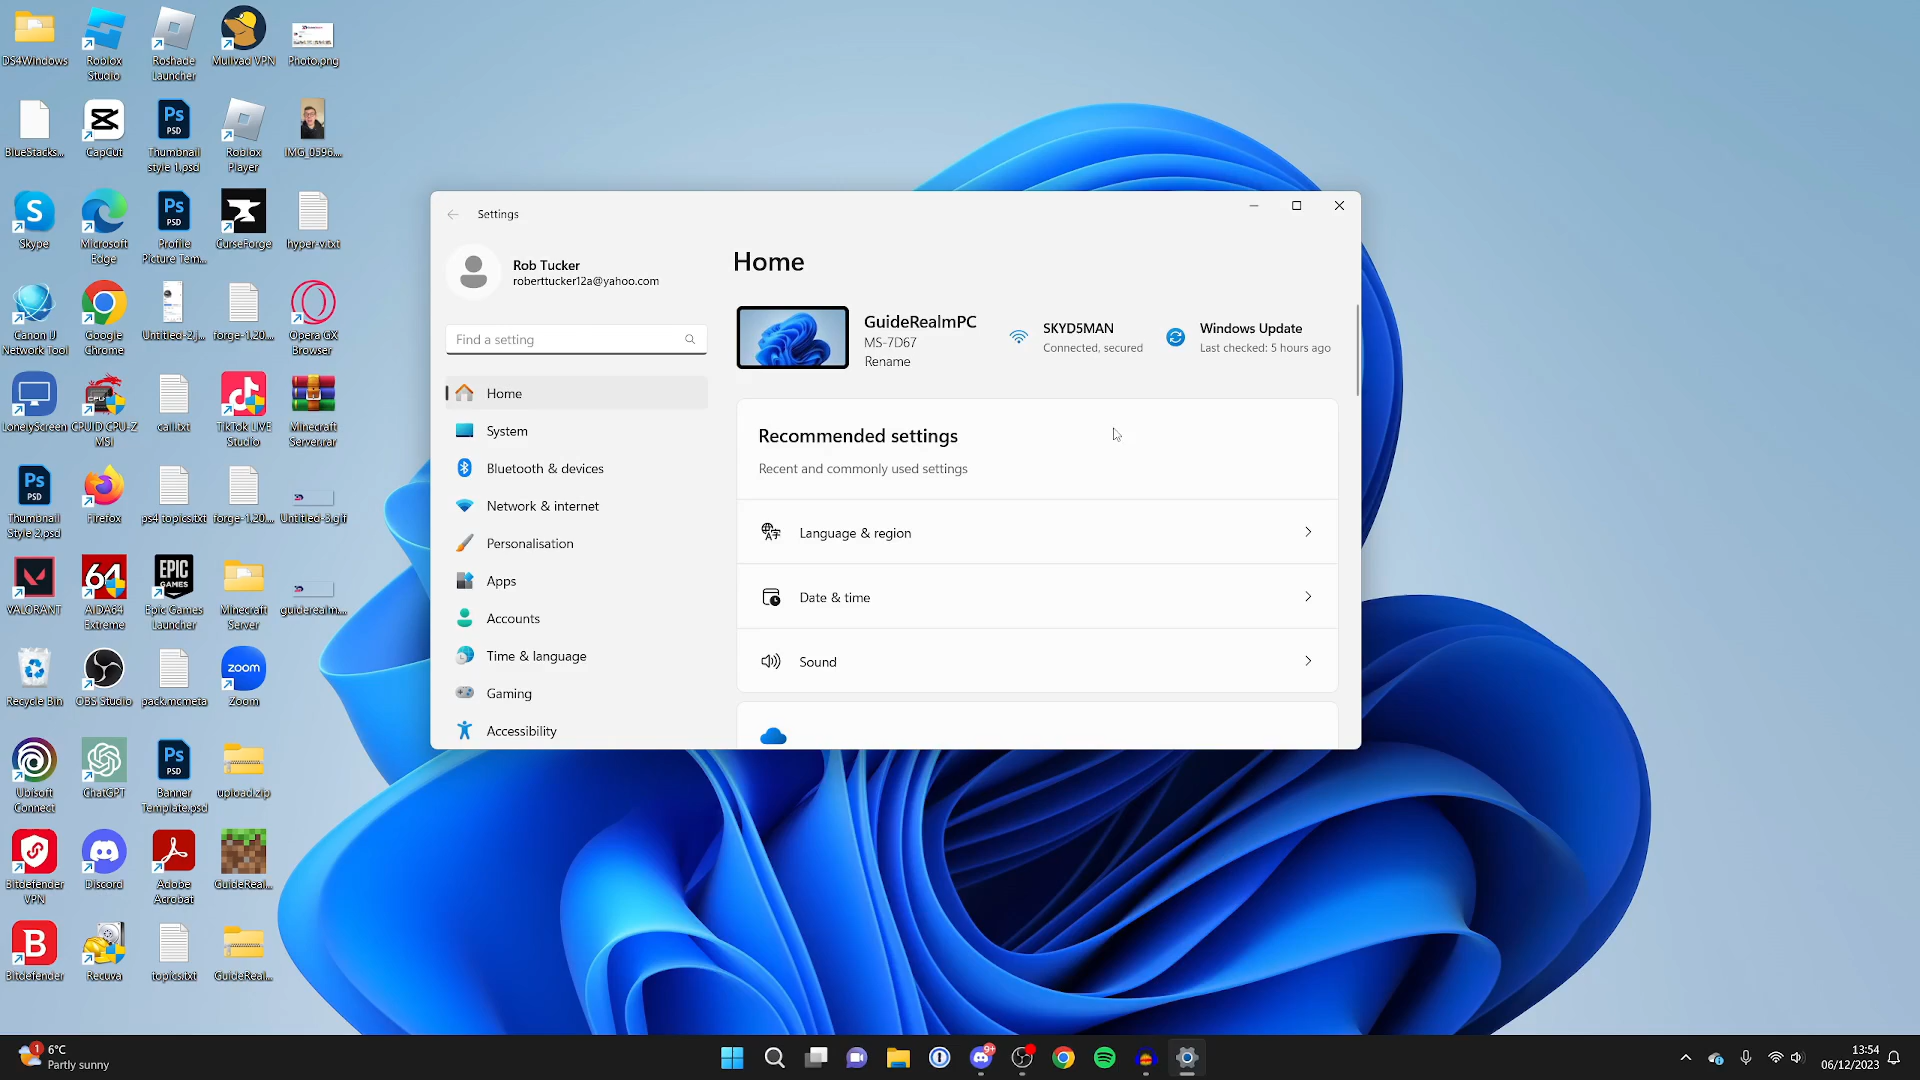 DS4Windows
Roblox
Studio
Roshade
Launcher
Mullvad VPN
Photo.png
BlueStacks...
CapCut
Thumbnail
style 1.psd
Roblox
Player
IMG_0596....
Skype
Microsoft
Edge
Profile
Picture Tem...
CurseForge
hyper-v.txt
Canon IJ
Network Tool
Google
Chrome
Untitled-2.j...
forge-1.20...
Opera GX
Browser
LonelyScreen
CPUID CPU-Z
MSI
call.txt
TikTok LIVE
Studio
Minecraft
Server.rar
Thumbnail
Style 2.psd
Firefox
ps4 topics.txt
forge-1.20...
Untitled-3.gif
VALORANT
AIDA64
Extreme
Epic Games
Launcher
Minecraft
Server
guiderealm....
Recycle Bin
OBS Studio
pack.mcmeta
Zoom
Ubisoft
Connect
ChatGPT
Banner
Template.psd
upload.zip
Bitdefender
VPN
Discord
Adobe
Acrobat
GuideReal...
Bitdefender
Recuva
topics.txt
GuideReal...
Settings
Rob Tucker
roberttucker12a@yahoo.com
Find a setting
Home
System
Bluetooth & devices
Network & internet
Personalisation
Apps
Accounts
Time & language
Gaming
Accessibility
Home
GuideRealmPC
MS-7D67
Rename
SKYD5MAN
Connected, secured
Windows Update
Last checked: 5 hours ago
Recommended settings
Recent and commonly used settings
Language & region
Date & time
Sound
1
6°C
Partly sunny
9+
13:54
06/12/2023